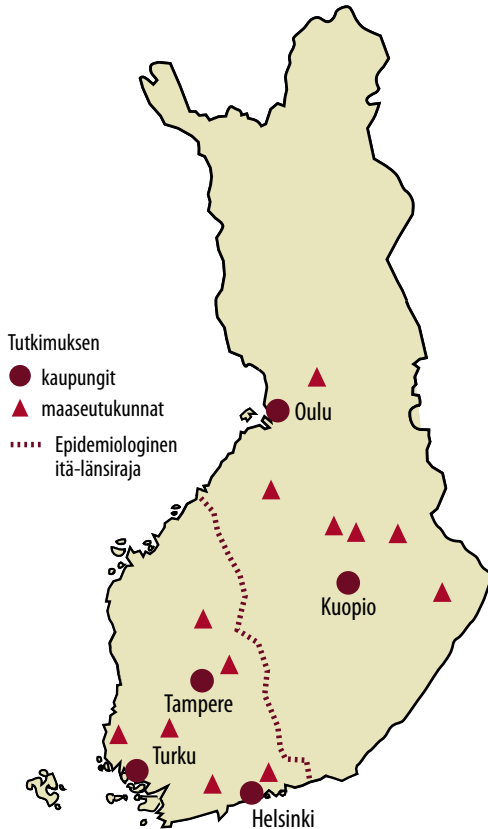 Tutkimuksen
kaupungit
maaseutukunnat
Epidemiologinen
itä-länsiraja
Oulu
Kuopio
Tampere
Turku
Helsinki